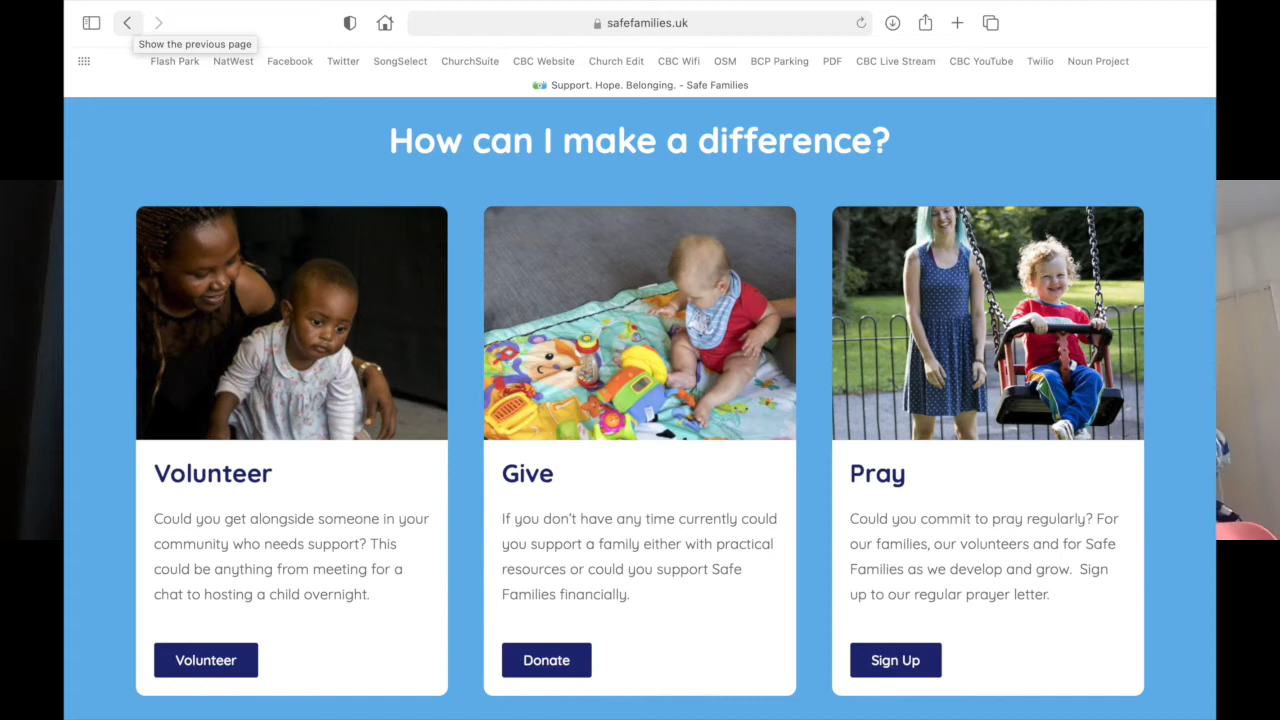 safefamilies.uk
Show the previous page
Flash Park NatWest Facebook Twitter SongSelect ChurchSuite CBC Website Church Edit CBC Wifi OSM BCP Parking PDF CBC Live Stream CBC YouTube Twilio Noun Project
Support. Hope. Belonging. - Safe Families
How can I make a difference?
Volunteer
Could you get alongside someone in your
community who needs support? This
could be anything from meeting for a
chat to hosting a child overnight.
Volunteer
Give
If you don't have any time currently could
you support a family either with practical
resources or could you support Safe
Families financially.
Donate
Pray
Could you commit to pray regularly? For
our families, our volunteers and for Safe
Families as we develop and grow. Sign
up to our regular prayer letter.
Sign Up